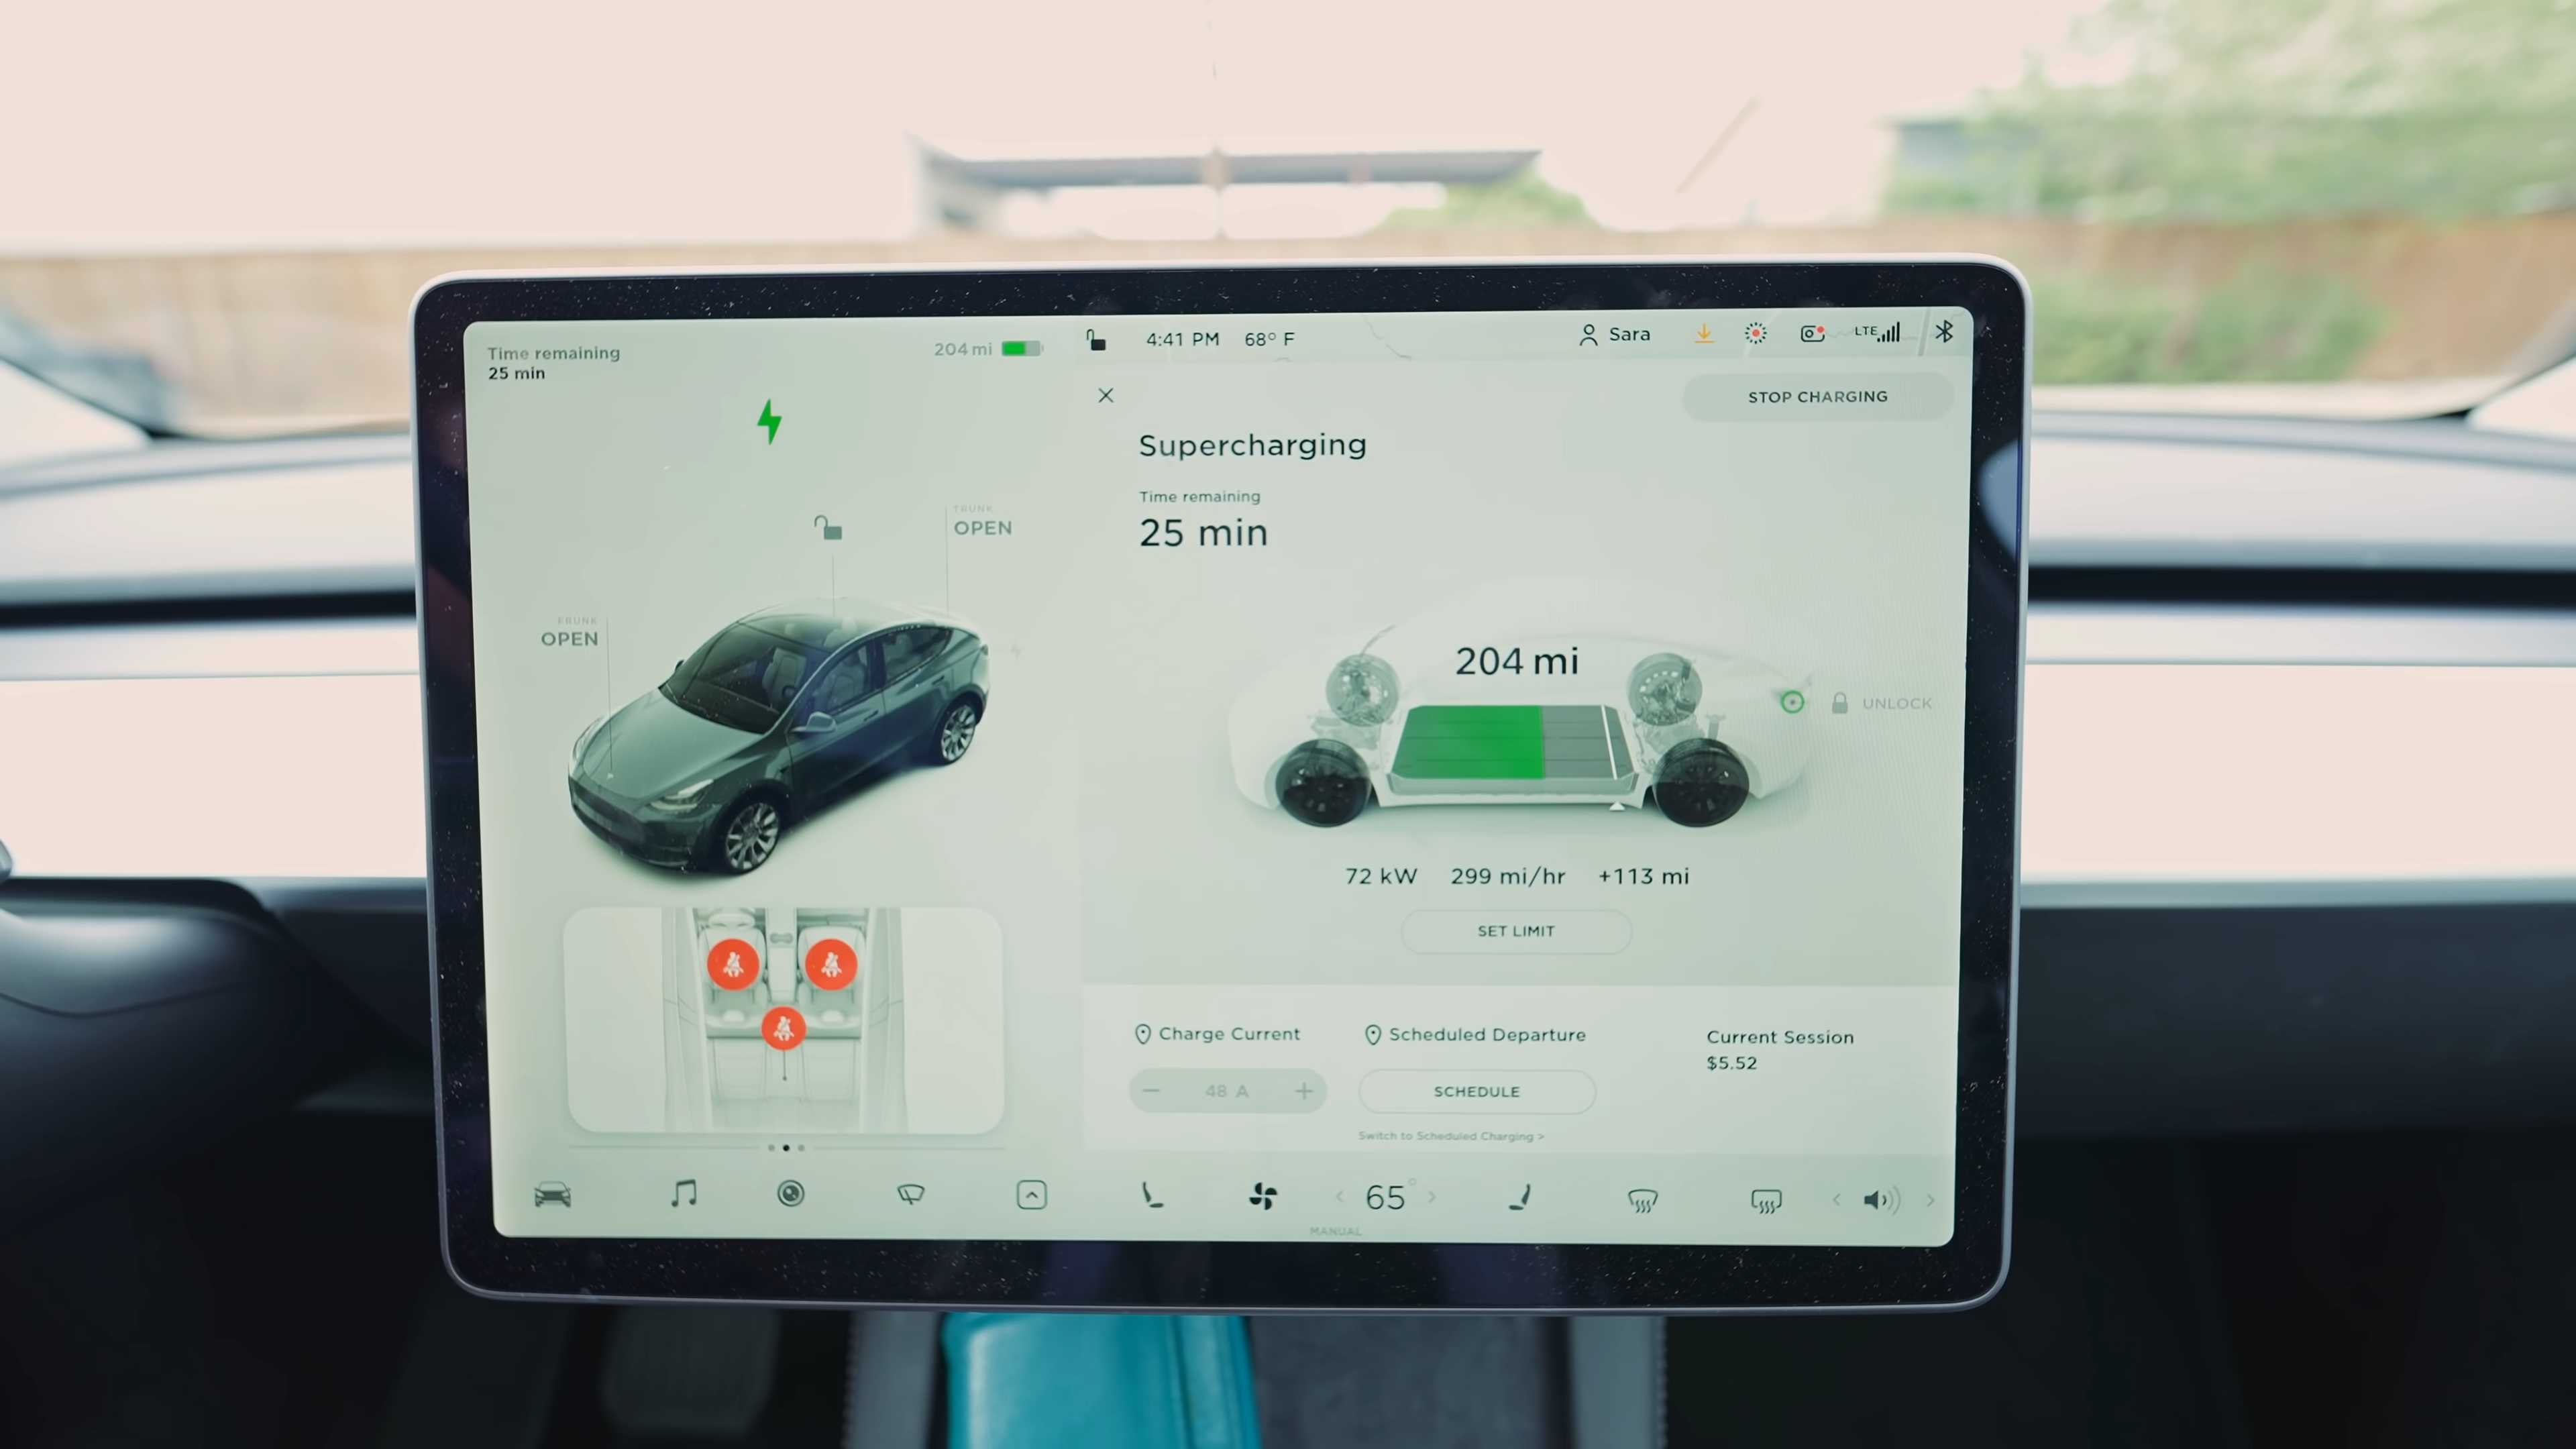 Time remaining
25 min
204 mi
4:41 PM 68° F
Sara
LTE
STOP CHARGING
Supercharging
Time remaining
25 min
TRUNK
OPEN
FRUNK
OPEN
204 mi
UNLOCK
72 kW 299 mi/hr +113 mi
SET LIMIT
Charge Current
48 A
Scheduled Departure
SCHEDULE
Switch to Scheduled Charging >
Current Session
$5.52
65°
MANUAL